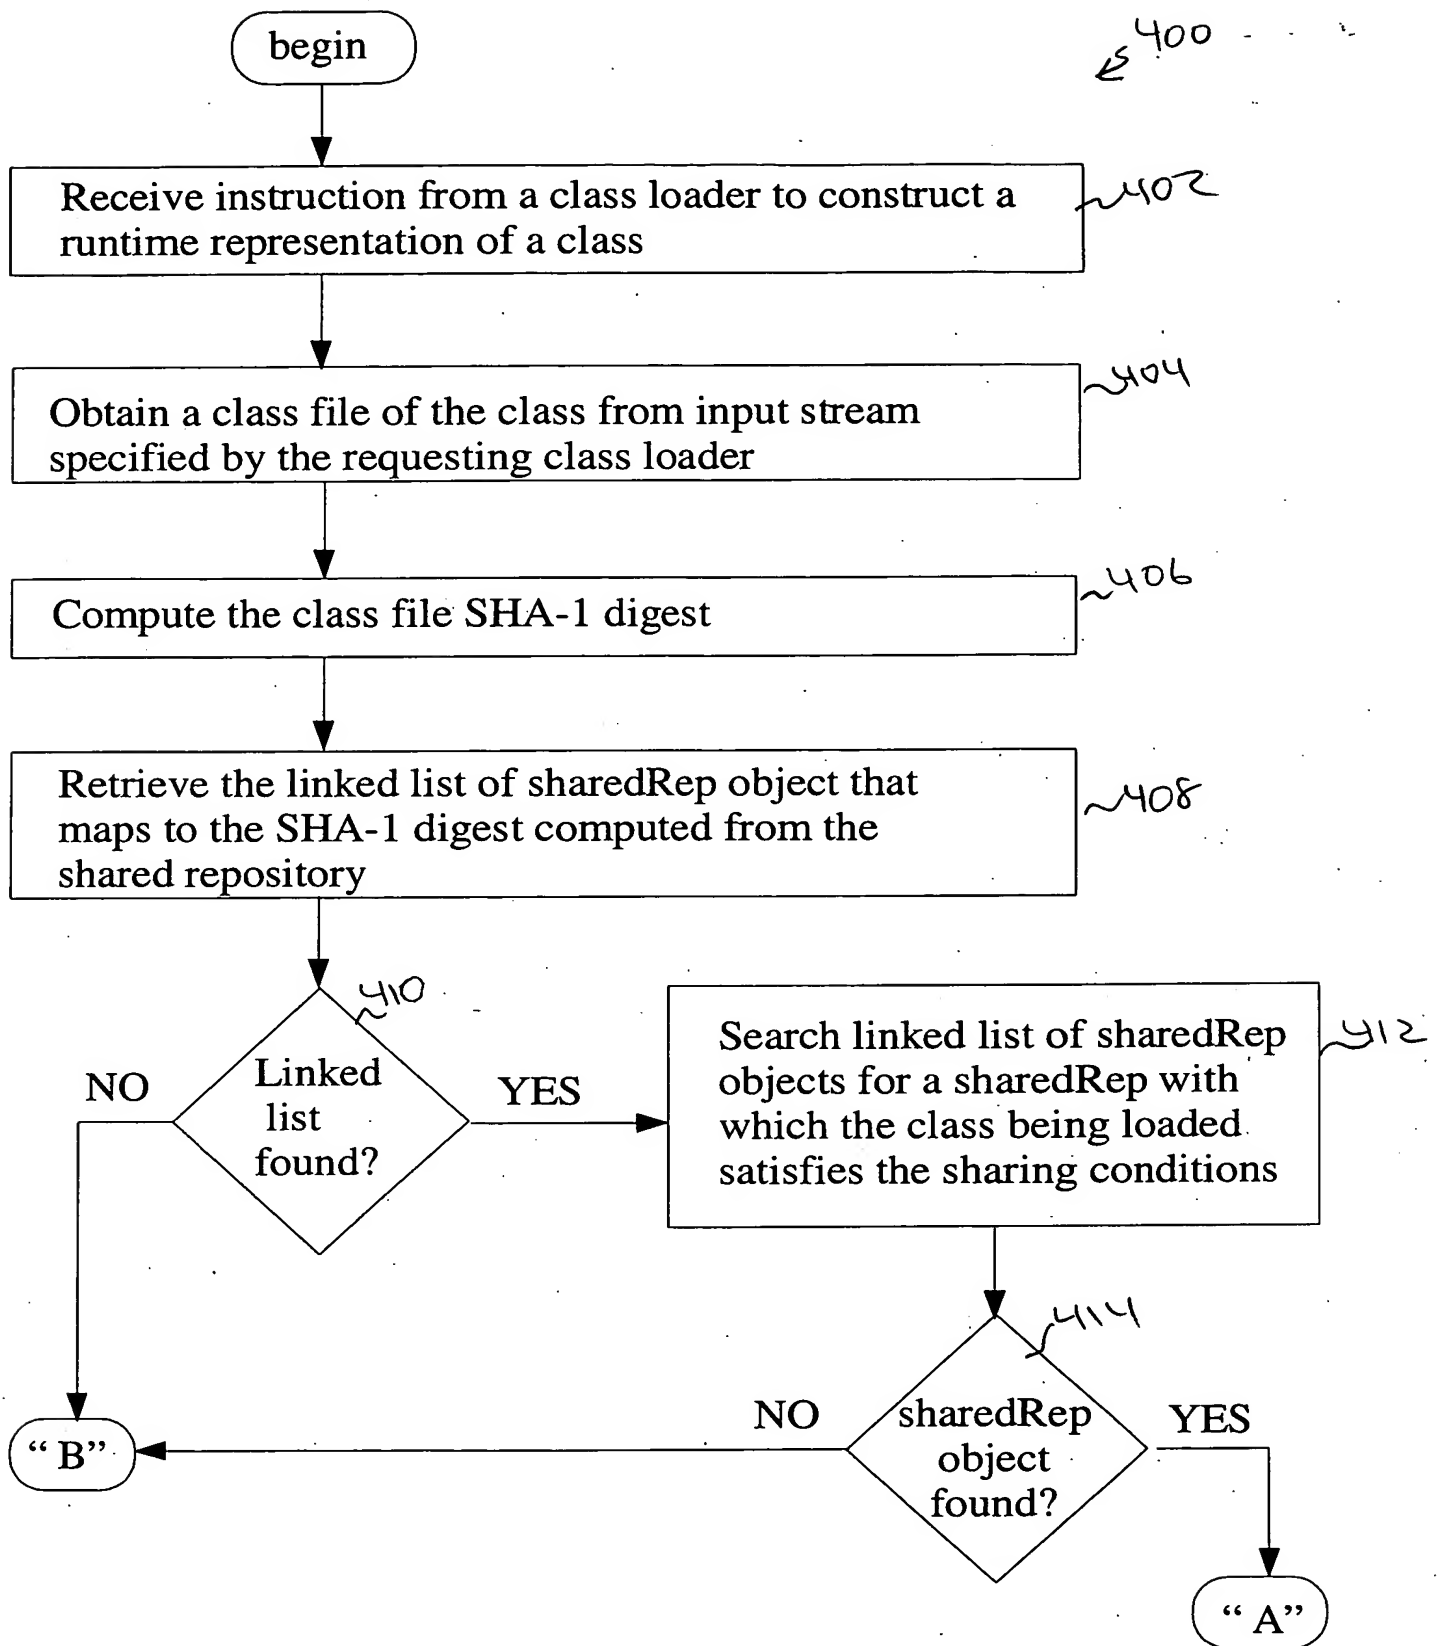 begin
400
Receive instruction from a class loader to construct a
runtime representation of a class
402
Obtain a class file of the class from input stream
specified by the requesting class loader
404
Compute the class file SHA-1 digest
406
Retrieve the linked list of sharedRep object that
maps to the SHA-1 digest computed from the
shared repository
408
410
Linked
list
found?
NO
YES
Search linked list of sharedRep
objects for a sharedRep with
which the class being loaded
satisfies the sharing conditions
412
414
sharedRep
object
found?
NO
YES
“B”
“A”